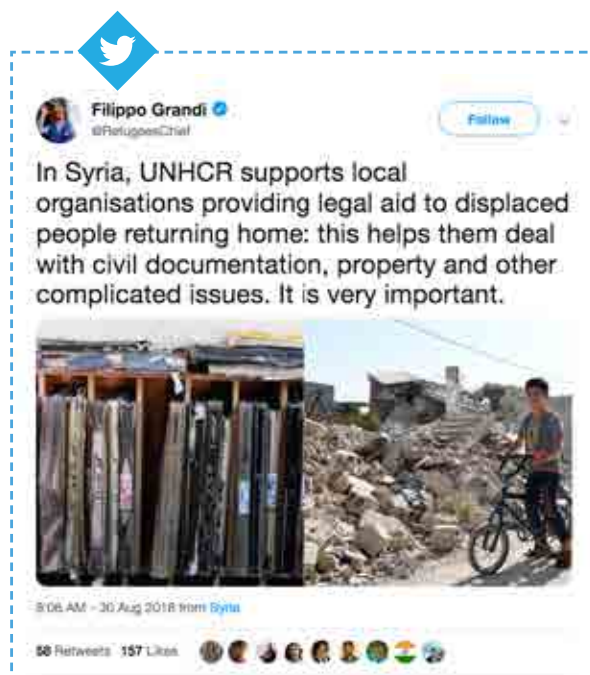 Filippo Grandi
@RefugeesChief
Follow
In Syria, UNHCR supports local
organisations providing legal aid to displaced
people returning home: this helps them deal
with civil documentation, property and other
complicated issues. It is very important.
9:06 AM - 30 Aug 2018 from Syria
58 Retweets 157 Likes